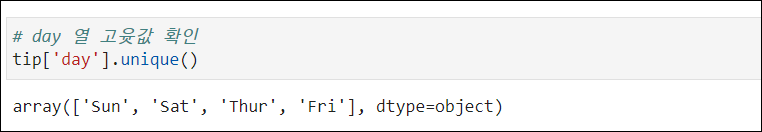 # day 열 고윳값 확인
tip['day'].unique()
array(['Sun', 'Sat', 'Thur', 'Fri'], dtype=object)